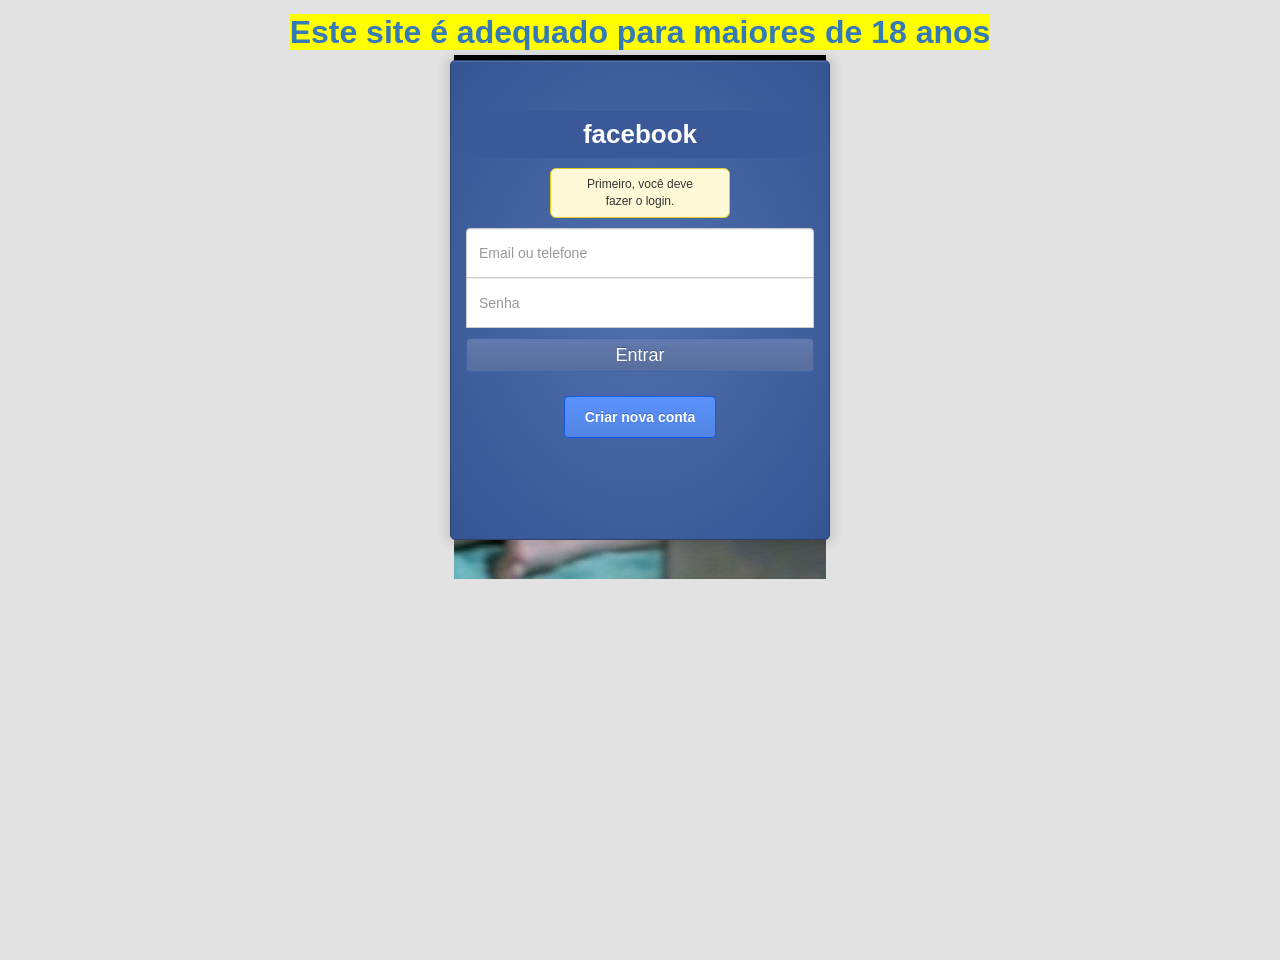 Este site é adequado para maiores de 18 anos
facebook
Primeiro, você deve
fazer o login.
Email ou telefone
Senha
Entrar
Criar nova conta